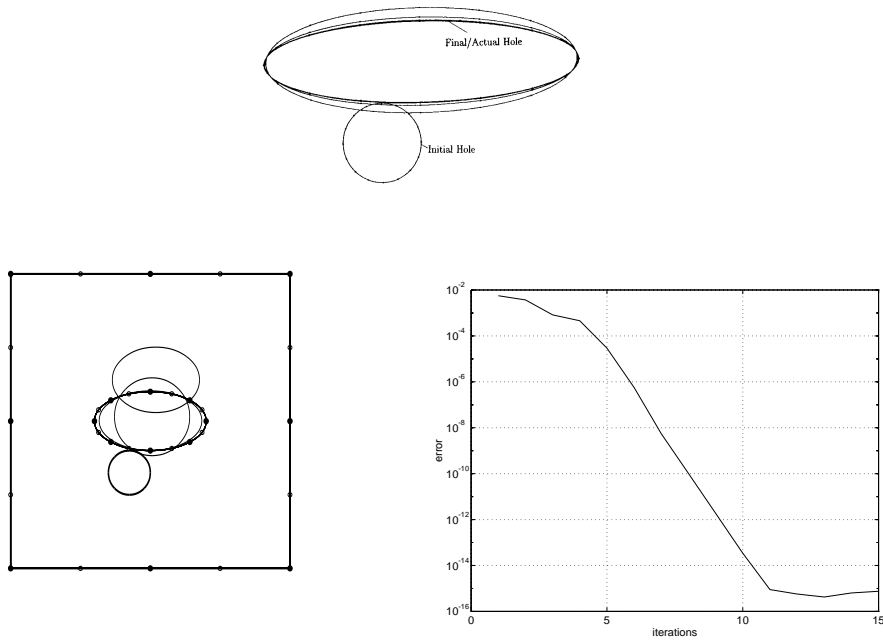 Final/Actual Hole
Initial Hole
10^-2
10^-4
10^-6
10^-8
10^-10
10^-12
10^-14
10^-16
error
0 5 10 15
iterations